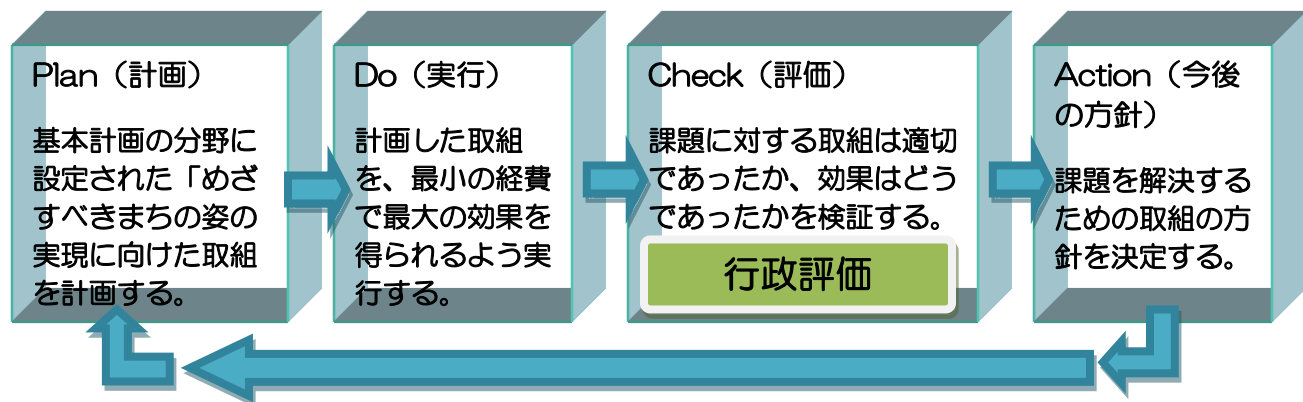 Plan（計画）
基本計画の分野に
設定された「めざ
すべきまちの姿の
実現に向けた取組
を計画する。
Do（実行）
計画した取組
を、最小の経費
で最大の効果を
得られるよう実
行する。
Check（評価）
課題に対する取組は適切
であったか、効果はどう
であったかを検証する。
行政評価
Action（今後
の方針）
課題を解決する
ための取組の方
針を決定する。